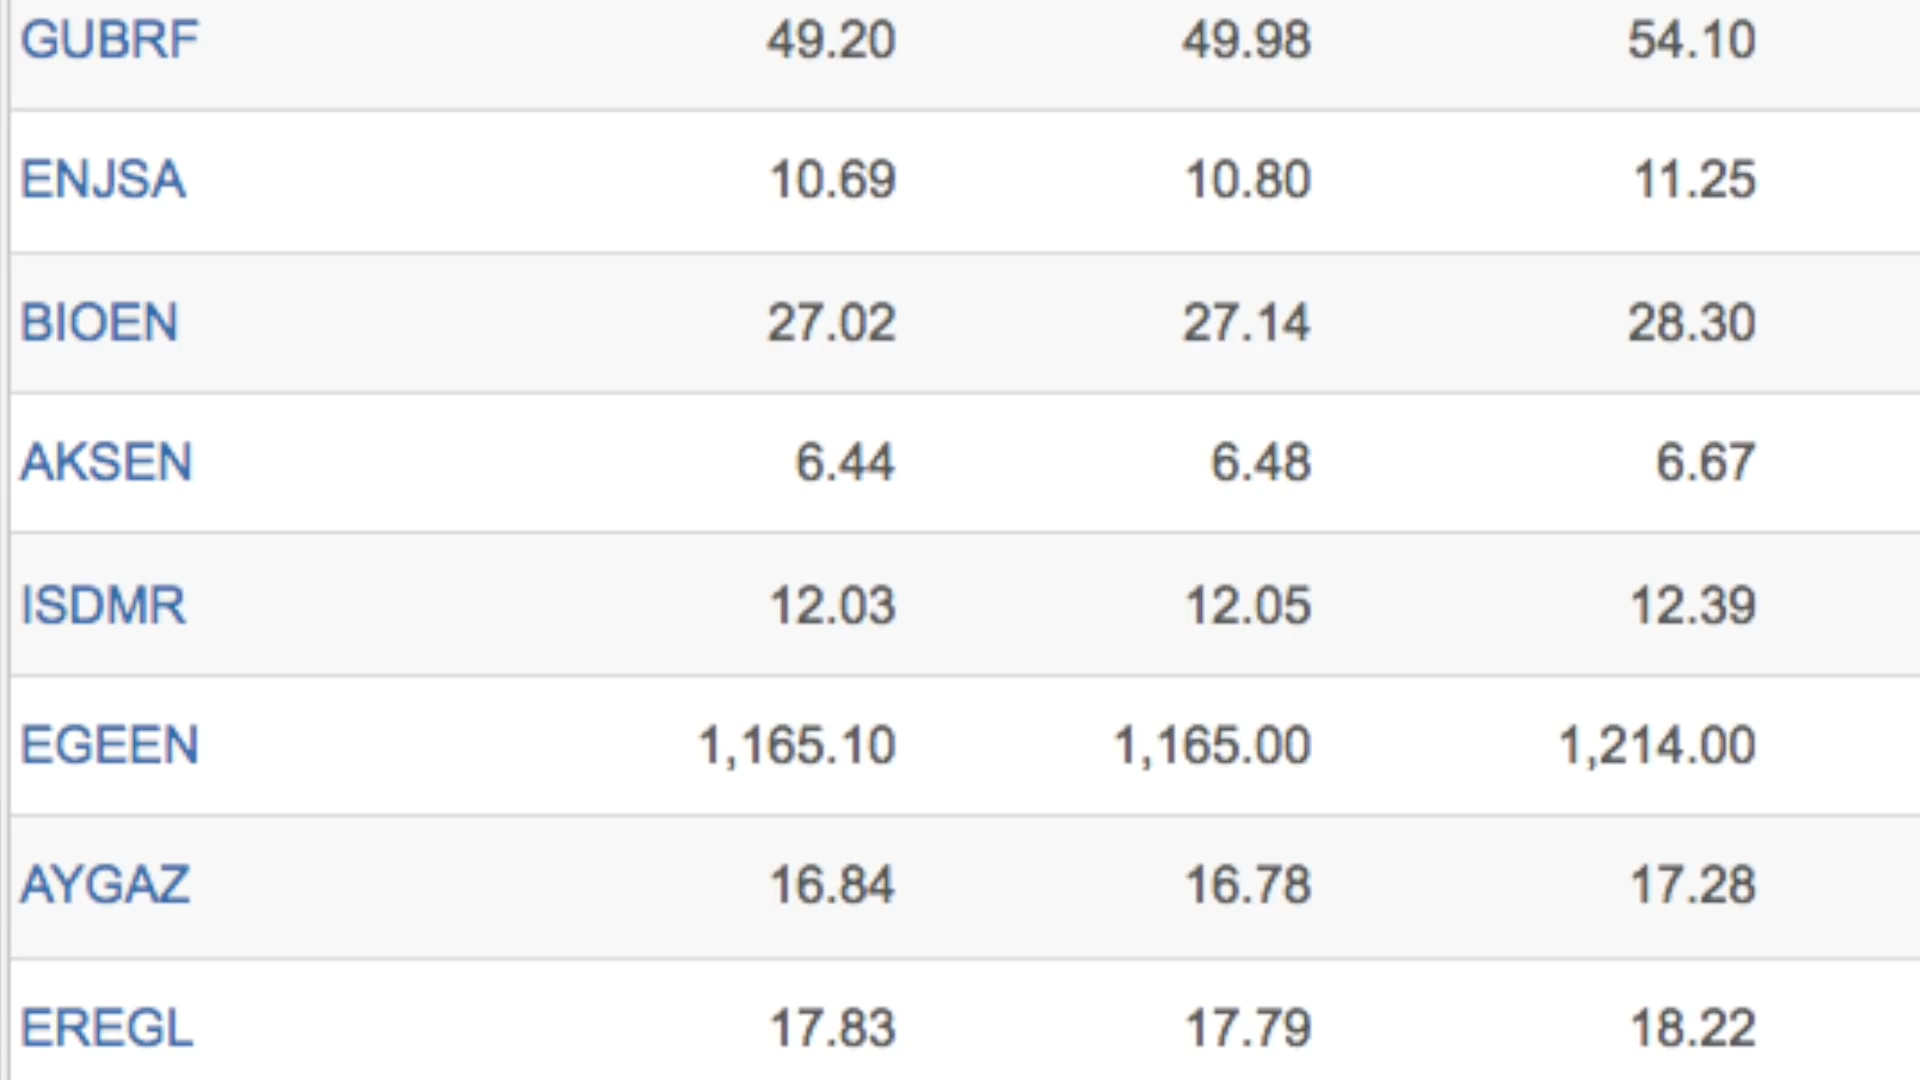 GUBRF 49.20 49.98 54.10
ENJSA 10.69 10.80 11.25
BIOEN 27.02 27.14 28.30
AKSEN 6.44 6.48 6.67
ISDMR 12.03 12.05 12.39
EGEEN 1,165.10 1,165.00 1,214.00
AYGAZ 16.84 16.78 17.28
EREGL 17.83 17.79 18.22